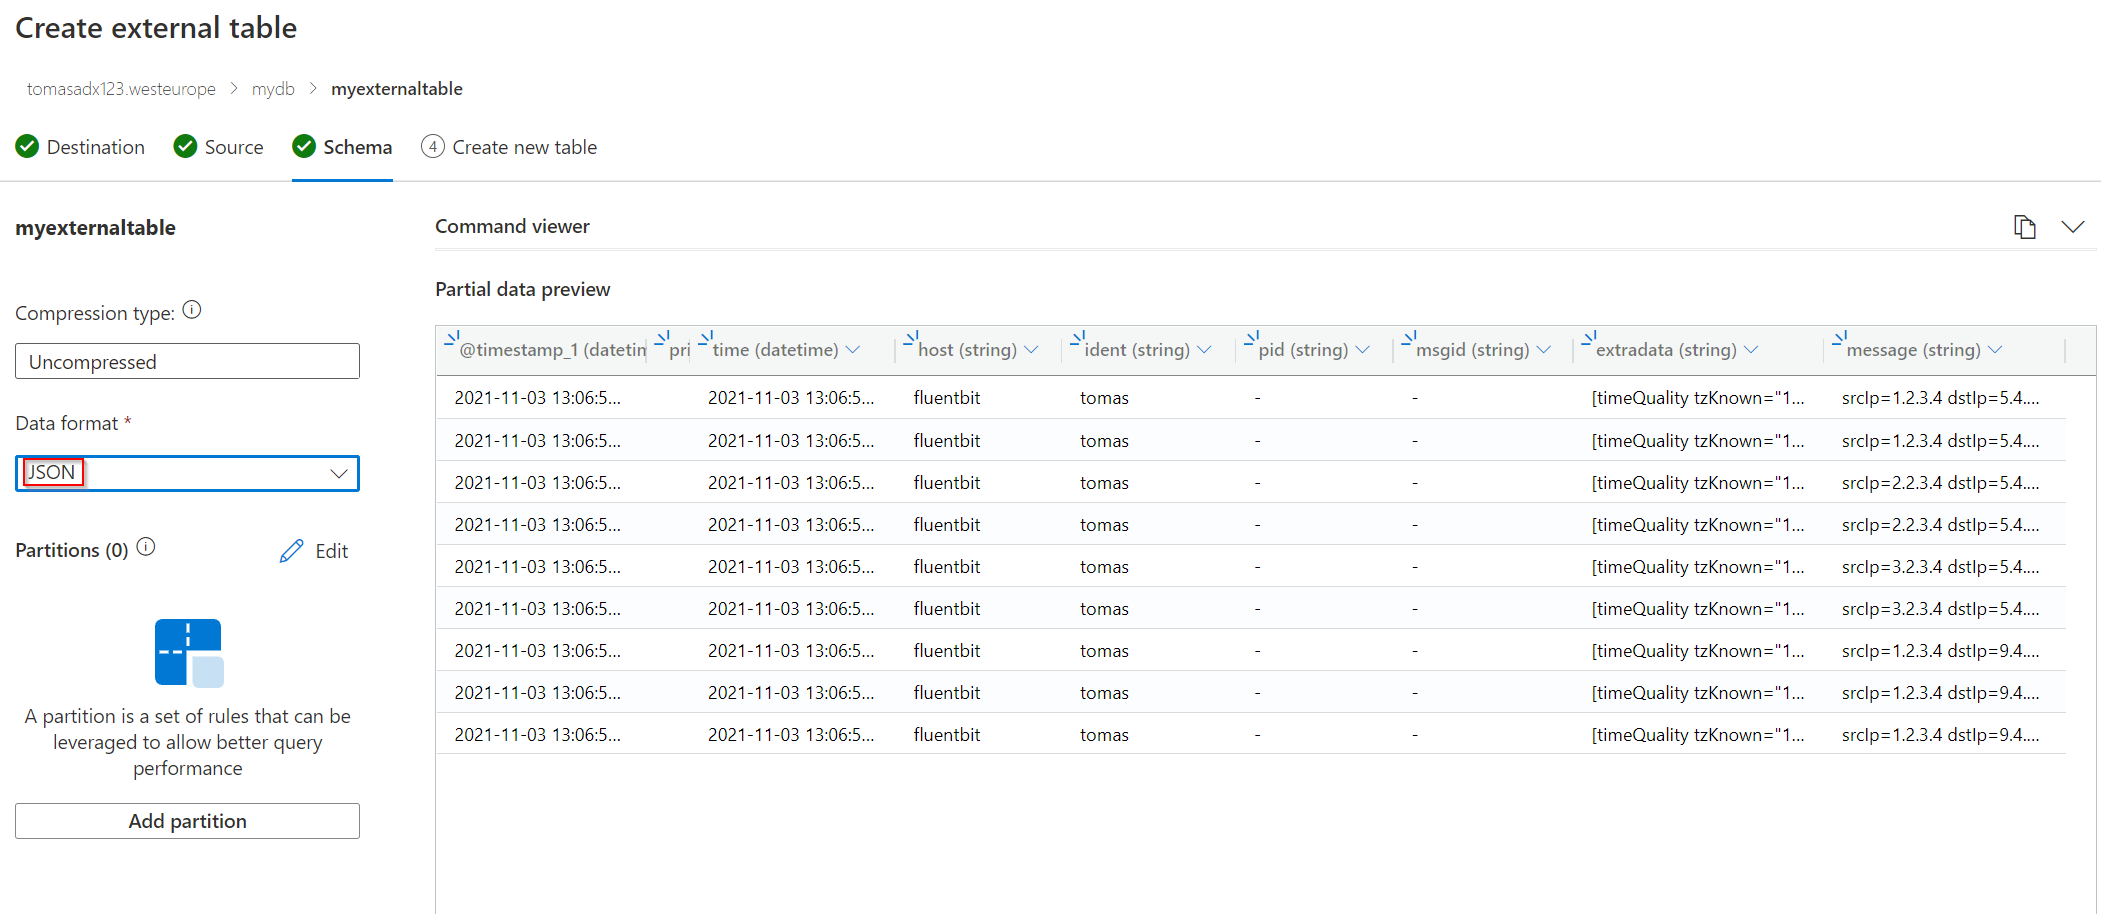 Create external table
tomasadx123.westeurope > mydb > myexternaltable
Destination Source Schema 4 Create new table
myexternaltable
Compression type:
Uncompressed
Data format *
JSON
Partitions (0) Edit
A partition is a set of rules that can be
leveraged to allow better query
performance
Add partition
Command viewer
Partial data preview
@timestamp_1 (datetin pri time (datetime) host (string) ident (string) pid (string) msgid (string) extradata (string) message (string)
2021-11-03 13:06:5... 2021-11-03 13:06:5... fluentbit tomas - - [timeQuality tzKnown="1... srcIp=1.2.3.4 dstIp=5.4....
2021-11-03 13:06:5... 2021-11-03 13:06:5... fluentbit tomas - - [timeQuality tzKnown="1... srcIp=1.2.3.4 dstIp=5.4....
2021-11-03 13:06:5... 2021-11-03 13:06:5... fluentbit tomas - - [timeQuality tzKnown="1... srcIp=2.2.3.4 dstIp=5.4....
2021-11-03 13:06:5... 2021-11-03 13:06:5... fluentbit tomas - - [timeQuality tzKnown="1... srcIp=2.2.3.4 dstIp=5.4....
2021-11-03 13:06:5... 2021-11-03 13:06:5... fluentbit tomas - - [timeQuality tzKnown="1... srcIp=3.2.3.4 dstIp=5.4....
2021-11-03 13:06:5... 2021-11-03 13:06:5... fluentbit tomas - - [timeQuality tzKnown="1... srcIp=3.2.3.4 dstIp=5.4....
2021-11-03 13:06:5... 2021-11-03 13:06:5... fluentbit tomas - - [timeQuality tzKnown="1... srcIp=1.2.3.4 dstIp=9.4....
2021-11-03 13:06:5... 2021-11-03 13:06:5... fluentbit tomas - - [timeQuality tzKnown="1... srcIp=1.2.3.4 dstIp=9.4....
2021-11-03 13:06:5... 2021-11-03 13:06:5... fluentbit tomas - - [timeQuality tzKnown="1... srcIp=1.2.3.4 dstIp=9.4....